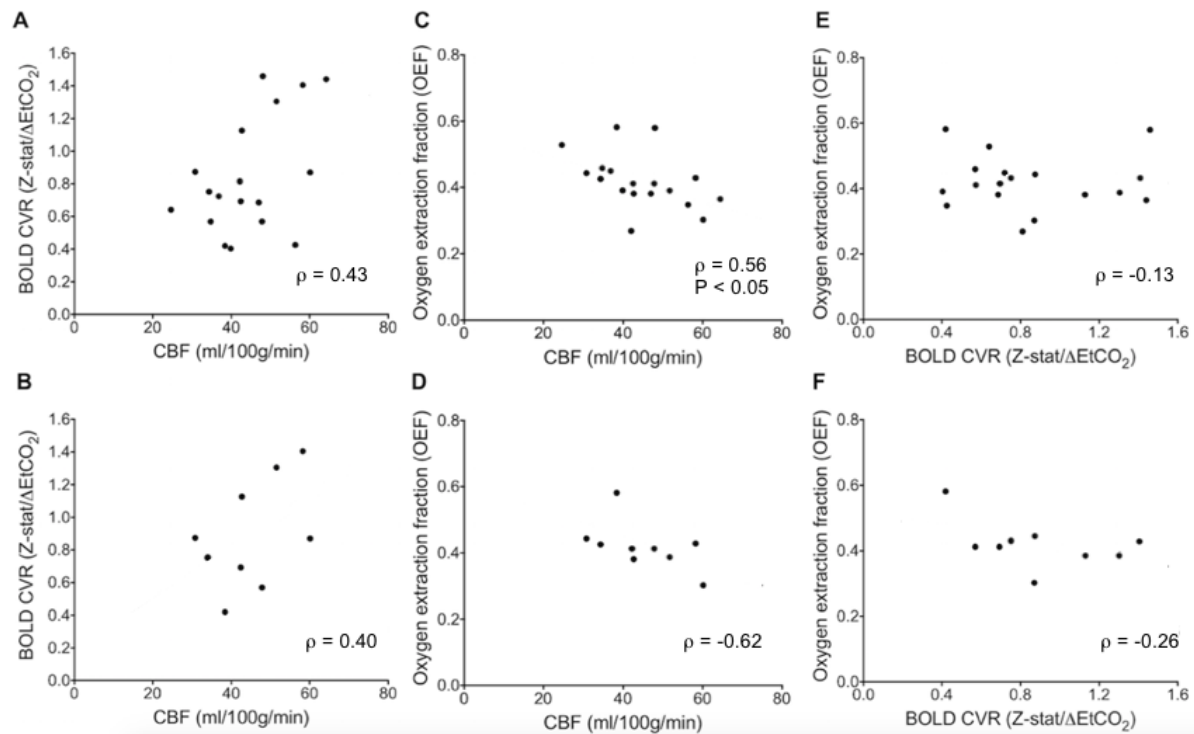 A
BOLD CVR (Z-stat/ΔEtCO₂)
1.6
1.4
1.2
1.0
0.8
0.6
0.4
0.2
0.0
ρ = 0.43
0 20 40 60 80
CBF (ml/100g/min)
C
Oxygen extraction fraction (OEF)
0.8
0.6
0.4
0.2
0.0
ρ = 0.56
P < 0.05
0 20 40 60 80
CBF (ml/100g/min)
E
Oxygen extraction fraction (OEF)
0.8
0.6
0.4
0.2
0.0
ρ = -0.13
0.0 0.4 0.8 1.2 1.6
BOLD CVR (Z-stat/ΔEtCO₂)
B
BOLD CVR (Z-stat/ΔEtCO₂)
1.6
1.4
1.2
1.0
0.8
0.6
0.4
0.2
0.0
ρ = 0.40
0 20 40 60 80
CBF (ml/100g/min)
D
Oxygen extraction fraction (OEF)
0.8
0.6
0.4
0.2
0.0
ρ = -0.62
0 20 40 60 80
CBF (ml/100g/min)
F
Oxygen extraction fraction (OEF)
0.8
0.6
0.4
0.2
0.0
ρ = -0.26
0.0 0.4 0.8 1.2 1.6
BOLD CVR (Z-stat/ΔEtCO₂)